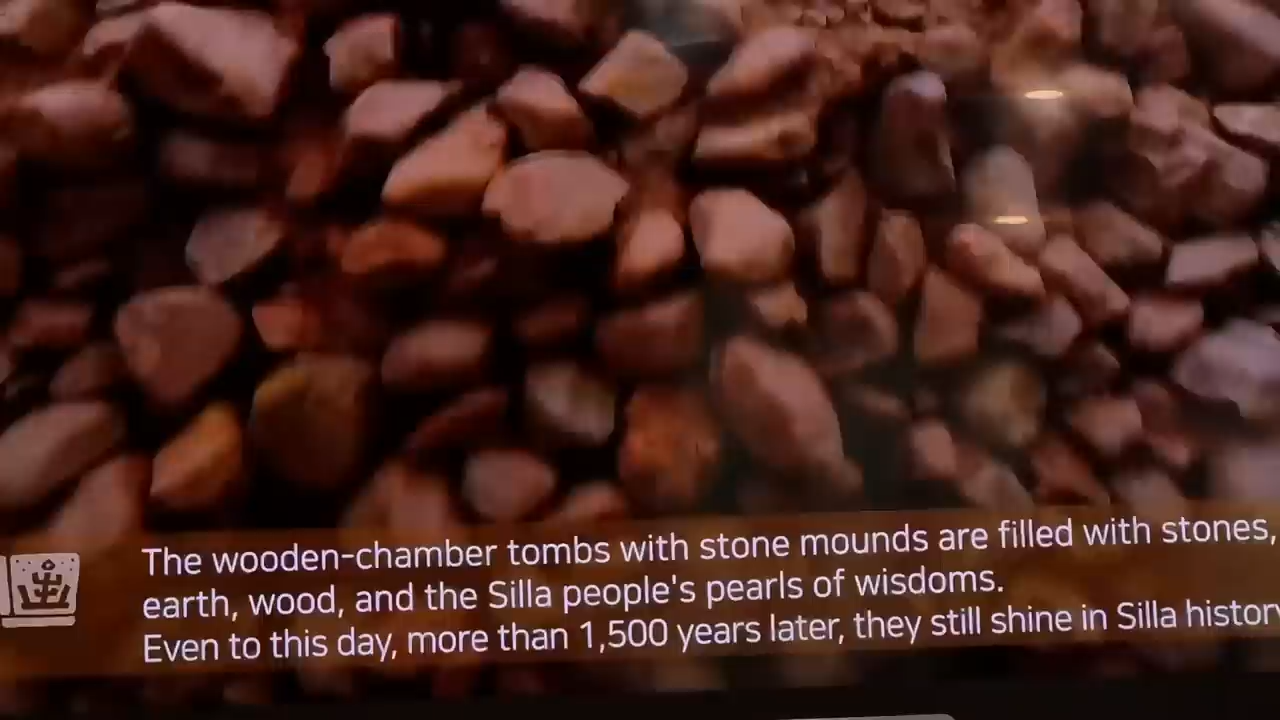 The wooden-chamber tombs with stone mounds are filled with stones,
earth, wood, and the Silla people's pearls of wisdoms.
Even to this day, more than 1,500 years later, they still shine in Silla